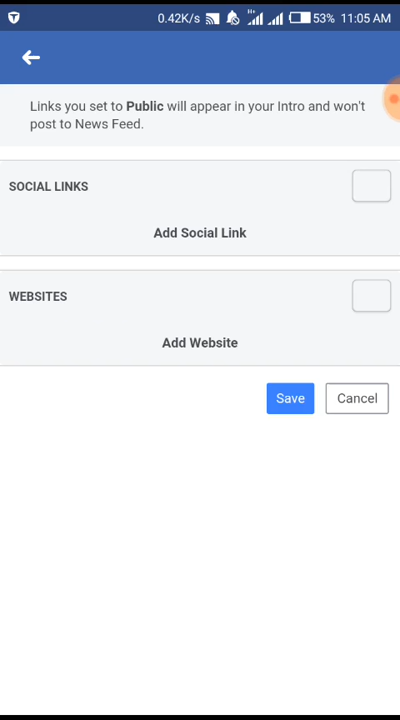 0.42K/s 53% 11:05 AM
Links you set to Public will appear in your Intro and won't
post to News Feed.
SOCIAL LINKS
Add Social Link
WEBSITES
Add Website
Save Cancel